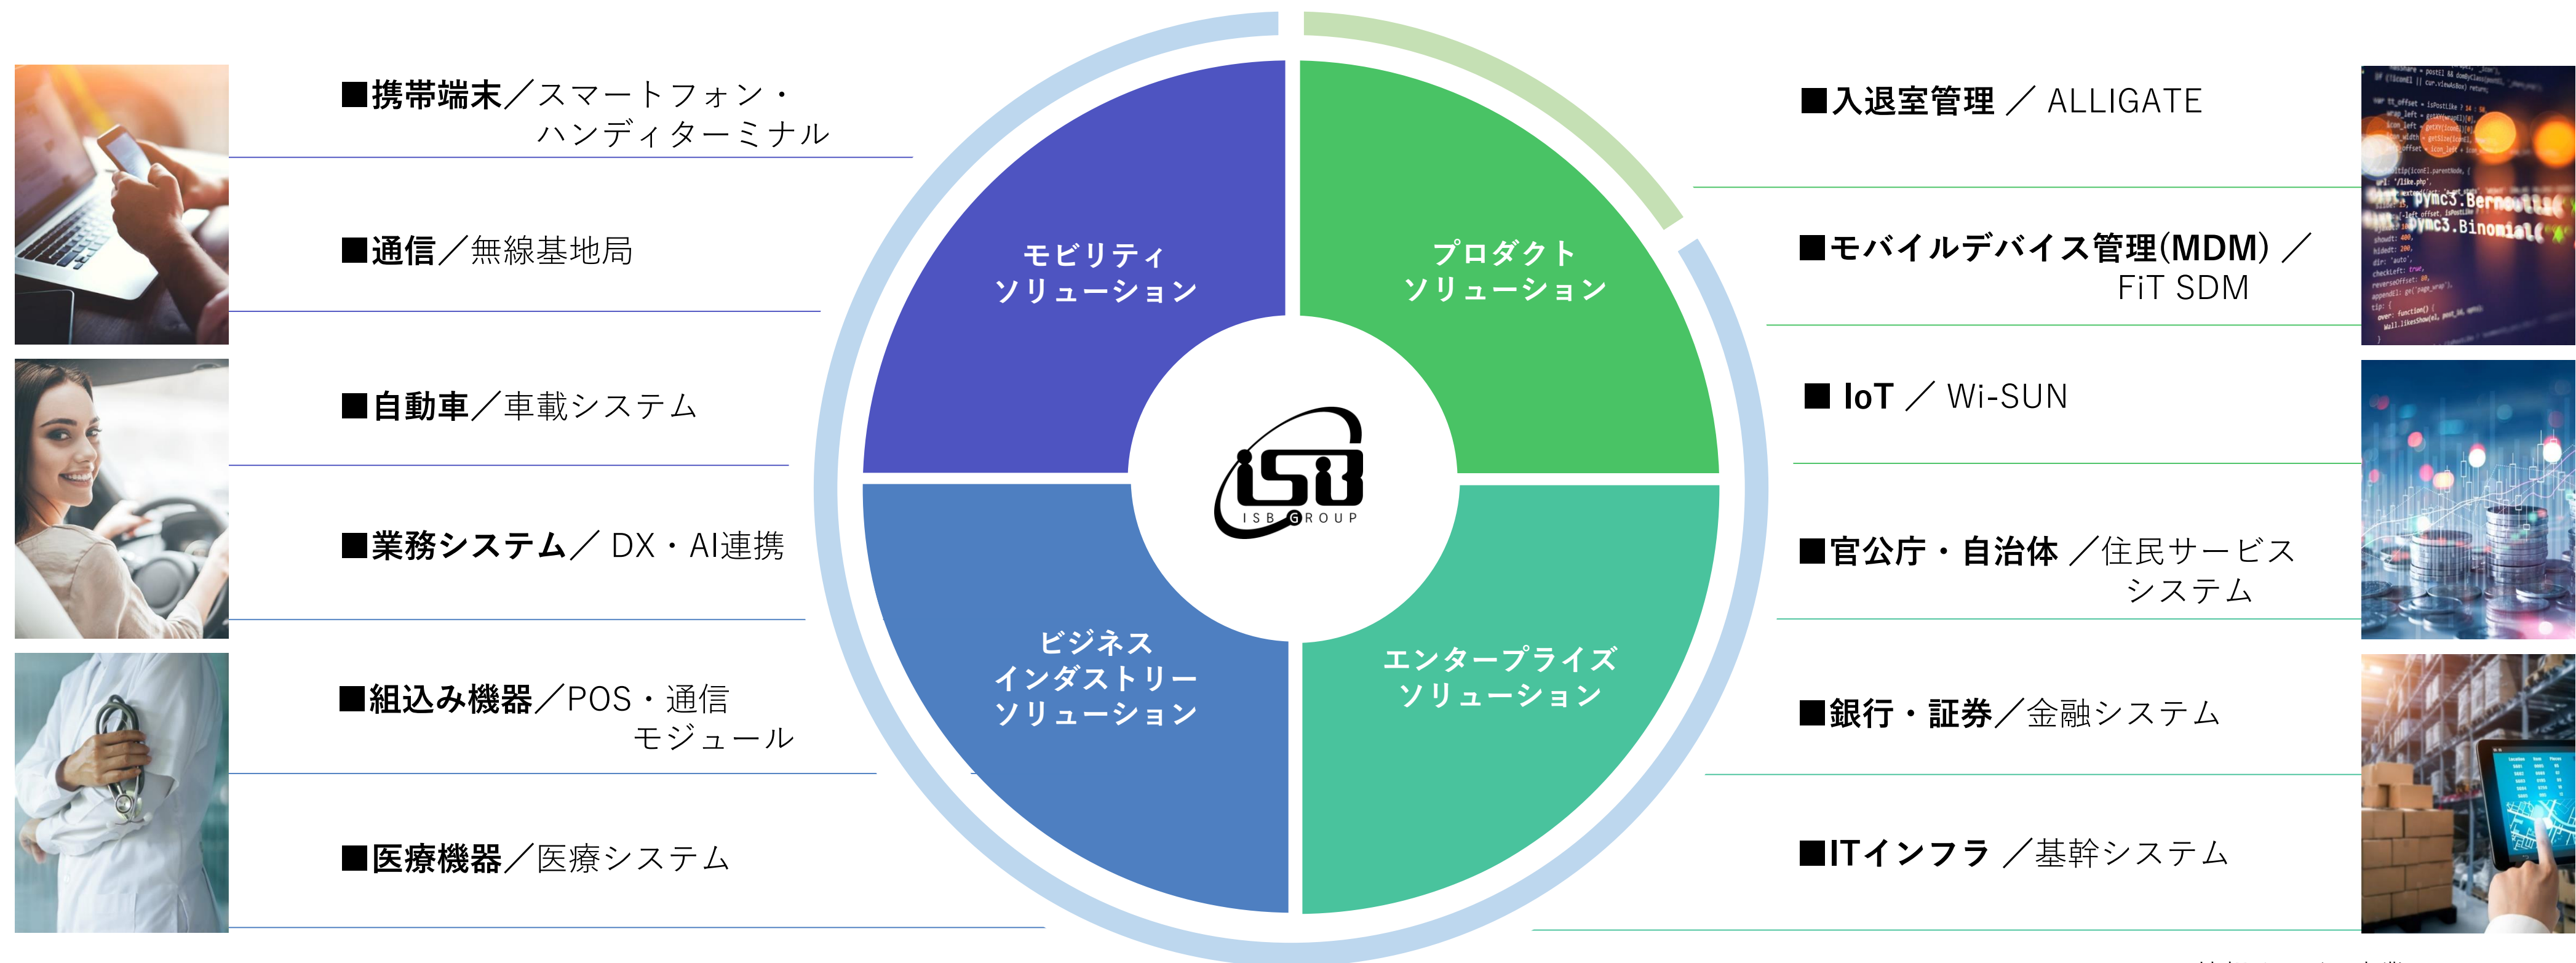 ■携帯端末／スマートフォン・
ハンディターミナル
■通信／無線基地局
■自動車／車載システム
■業務システム／ DX・AI連携
■組込み機器／POS・通信
モジュール
■医療機器／医療システム
モビリティ
ソリューション
プロダクト
ソリューション
iSB
ISB GROUP
ビジネス
インダストリー
ソリューション
エンタープライズ
ソリューション
■入退室管理 ／ ALLIGATE
■モバイルデバイス管理(MDM) ／
FiT SDM
■ IoT ／ Wi-SUN
■官公庁・自治体 ／住民サービス
システム
■銀行・証券／金融システム
■ITインフラ ／基幹システム
pymc3.Bernoulli(
pymc3.Binomial(